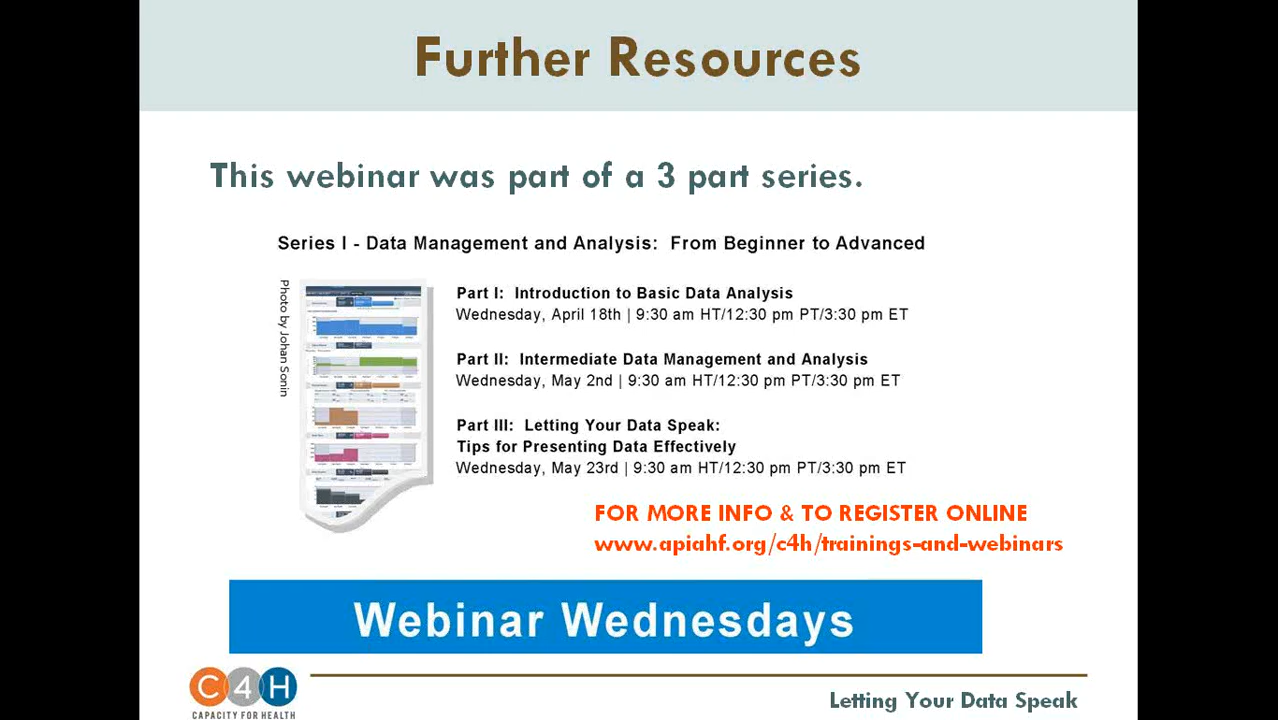 Further Resources
This webinar was part of a 3 part series.
Series I - Data Management and Analysis:  From Beginner to Advanced
Photo by Johan Sonin
Part I:  Introduction to Basic Data Analysis
Wednesday, April 18th | 9:30 am HT/12:30 pm PT/3:30 pm ET
Part II:  Intermediate Data Management and Analysis
Wednesday, May 2nd | 9:30 am HT/12:30 pm PT/3:30 pm ET
Part III:  Letting Your Data Speak:
Tips for Presenting Data Effectively
Wednesday, May 23rd | 9:30 am HT/12:30 pm PT/3:30 pm ET
FOR MORE INFO & TO REGISTER ONLINE
www.apiahf.org/c4h/trainings-and-webinars
Webinar Wednesdays
C4H
CAPACITY FOR HEALTH
Letting Your Data Speak